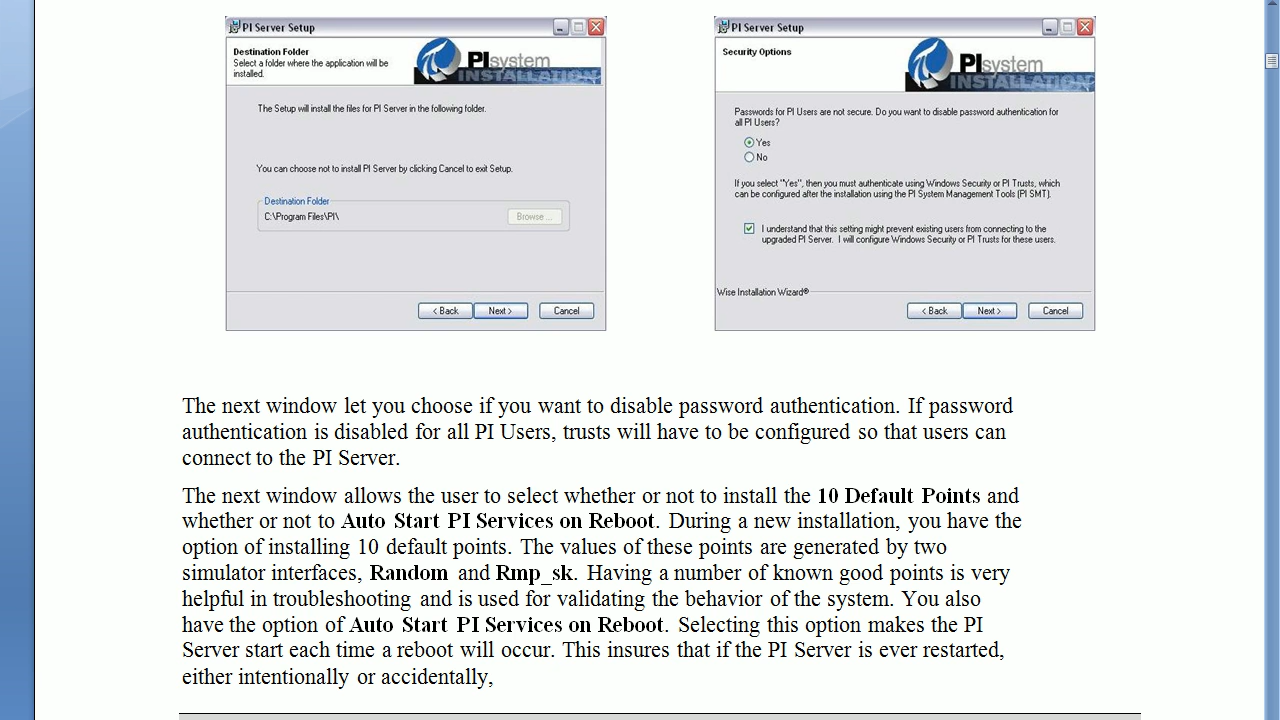 PI Server Setup
Destination Folder
Select a folder where the application will be
installed.
PIsystem
INSTALLATION
The Setup will install the files for PI Server in the following folder.
You can choose not to install PI Server by clicking Cancel to exit Setup.
Destination Folder
C:\Program Files\PI\
Browse ...
< Back
Next >
Cancel
PI Server Setup
Security Options
PIsystem
INSTALLATION
Passwords for PI Users are not secure. Do you want to disable password authentication for
all PI Users?
Yes
No
If you select "Yes", then you must authenticate using Windows Security or PI Trusts, which
can be configured after the installation using the PI System Management Tools (PI SMT).
I understand that this setting might prevent existing users from connecting to the
upgraded PI Server. I will configure Windows Security or PI Trusts for these users.
Wise Installation Wizard®
< Back
Next >
Cancel
The next window let you choose if you want to disable password authentication. If password
authentication is disabled for all PI Users, trusts will have to be configured so that users can
connect to the PI Server.
The next window allows the user to select whether or not to install the 10 Default Points and
whether or not to Auto Start PI Services on Reboot. During a new installation, you have the
option of installing 10 default points. The values of these points are generated by two
simulator interfaces, Random and Rmp_sk. Having a number of known good points is very
helpful in troubleshooting and is used for validating the behavior of the system. You also
have the option of Auto Start PI Services on Reboot. Selecting this option makes the PI
Server start each time a reboot will occur. This insures that if the PI Server is ever restarted,
either intentionally or accidentally,